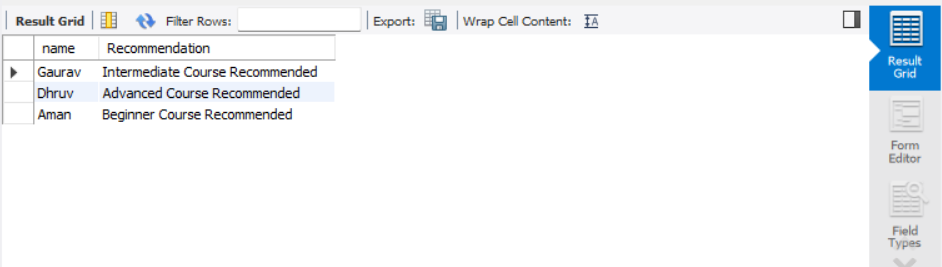 Result Grid Filter Rows: Export: Wrap Cell Content: IA
name Recommendation
Gaurav Intermediate Course Recommended
Dhruv Advanced Course Recommended
Aman Beginner Course Recommended
Result
Grid
Form
Editor
Field
Types